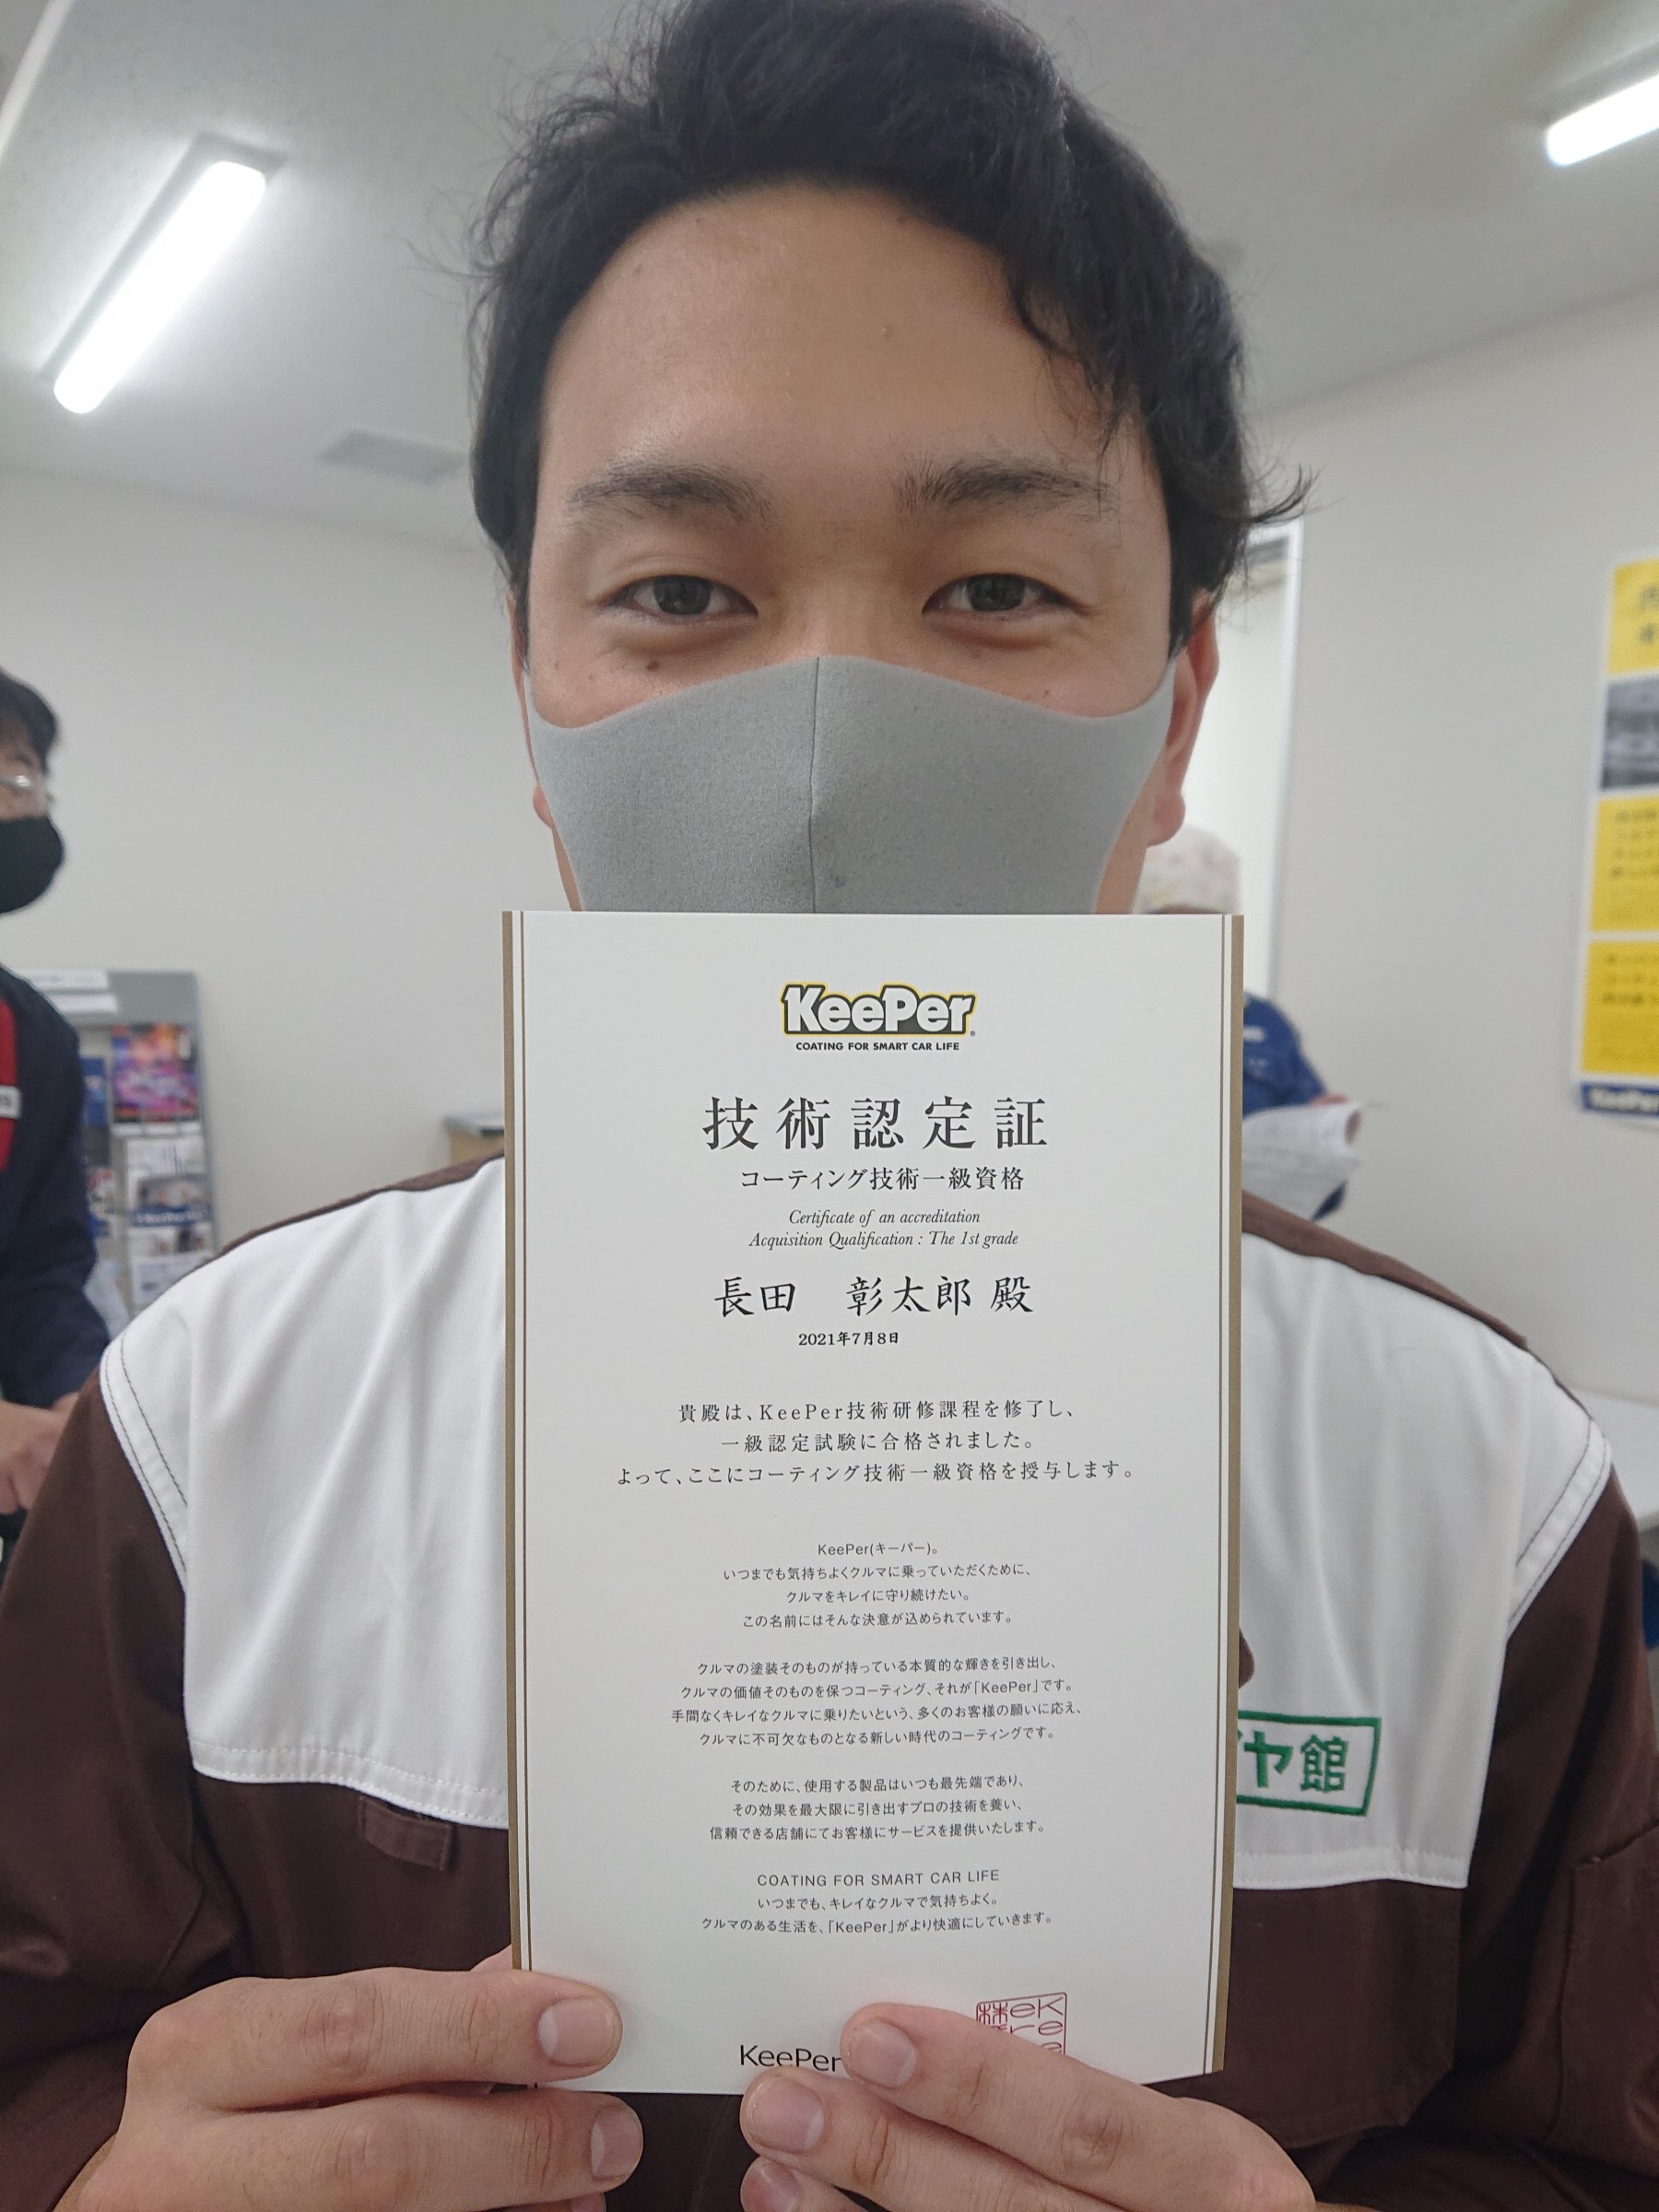 KeePer
COATING FOR SMART CAR LIFE
技術認定証
コーティング技術一級資格
Certificate of an accreditation
Acquisition Qualification : The 1st grade
長田 彰太郎 殿
2021年7月8日
貴殿は、KeePer技術研修課程を修了し、
一級認定試験に合格されました。
よって、ここにコーティング技術一級資格を授与します。
KeePer(キーパー)。
いつまでも気持ちよくクルマに乗っていただくために、
クルマをキレイに守り続けたい。
この名前にはそんな決意が込められています。
クルマの塗装そのものが持っている本質的な輝きを引き出し、
クルマの価値そのものを保つコーティング、それが「KeePer」です。
手間なくキレイなクルマに乗りたいという、多くのお客様の願いに応え、
クルマに不可欠なものとなる新しい時代のコーティングです。
そのために、使用する製品はいつも最先端であり、
その効果を最大限に引き出すプロの技術を養い、
信頼できる店舗にてお客様にサービスを提供いたします。
COATING FOR SMART CAR LIFE
いつまでも、キレイなクルマで気持ちよく。
クルマのある生活を、「KeePer」がより快適にしていきます。
KeePer
ヤ館